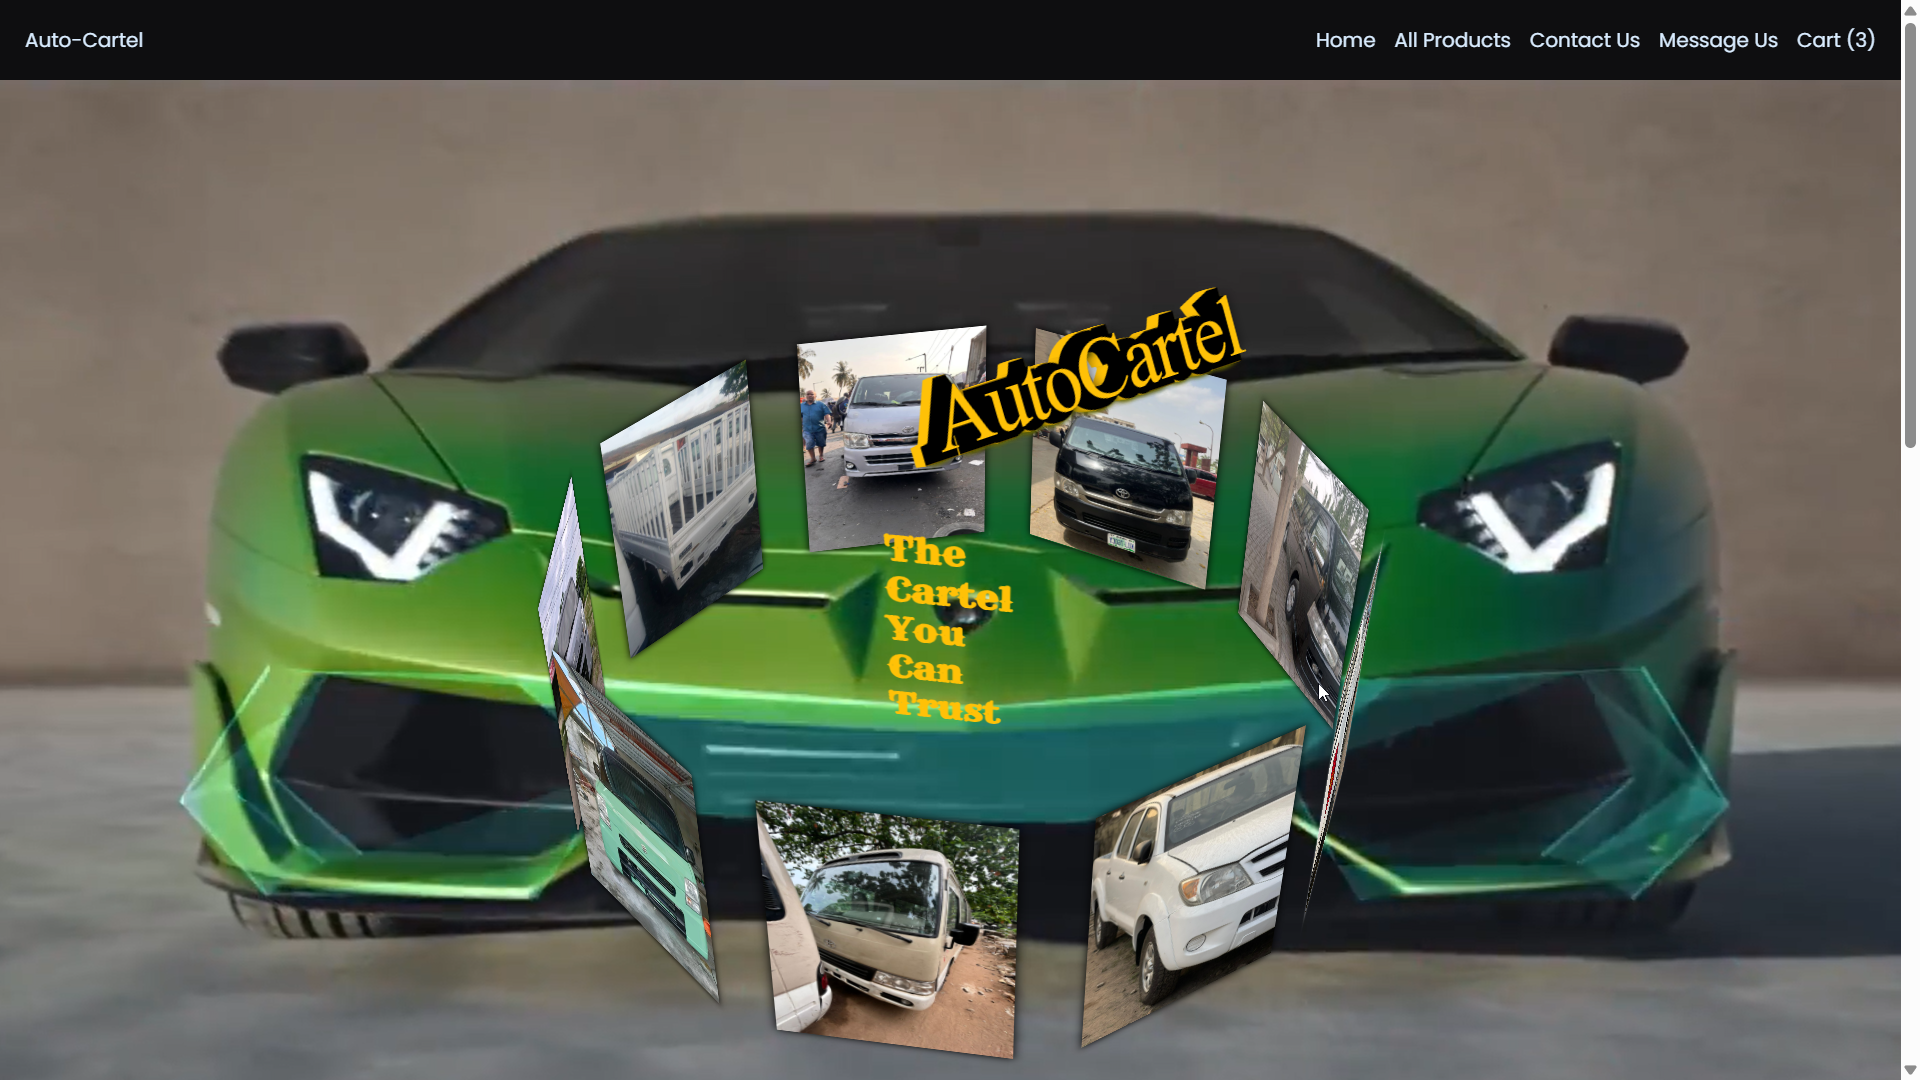 Auto-Cartel
Home
All Products
Contact Us
Message Us
Cart (3)
AutoCartel
The
Cartel
You
Can
Trust